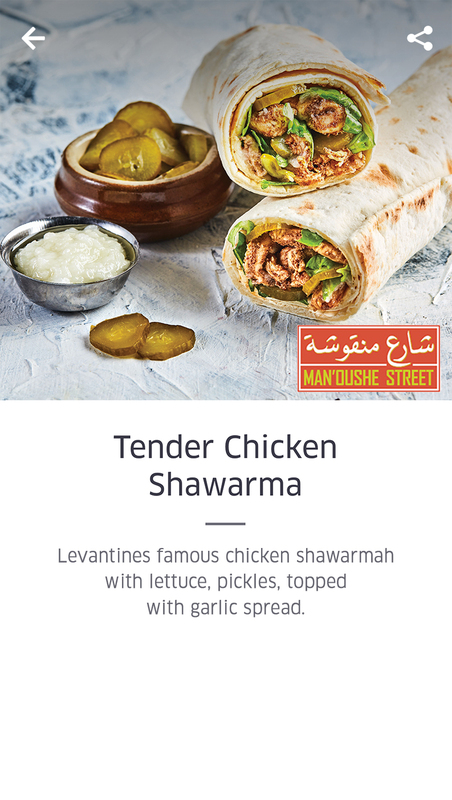 شارع منقوشة
MAN'OUSHE STREET
Tender Chicken
Shawarma
Levantines famous chicken shawarmah
with lettuce, pickles, topped
with garlic spread.